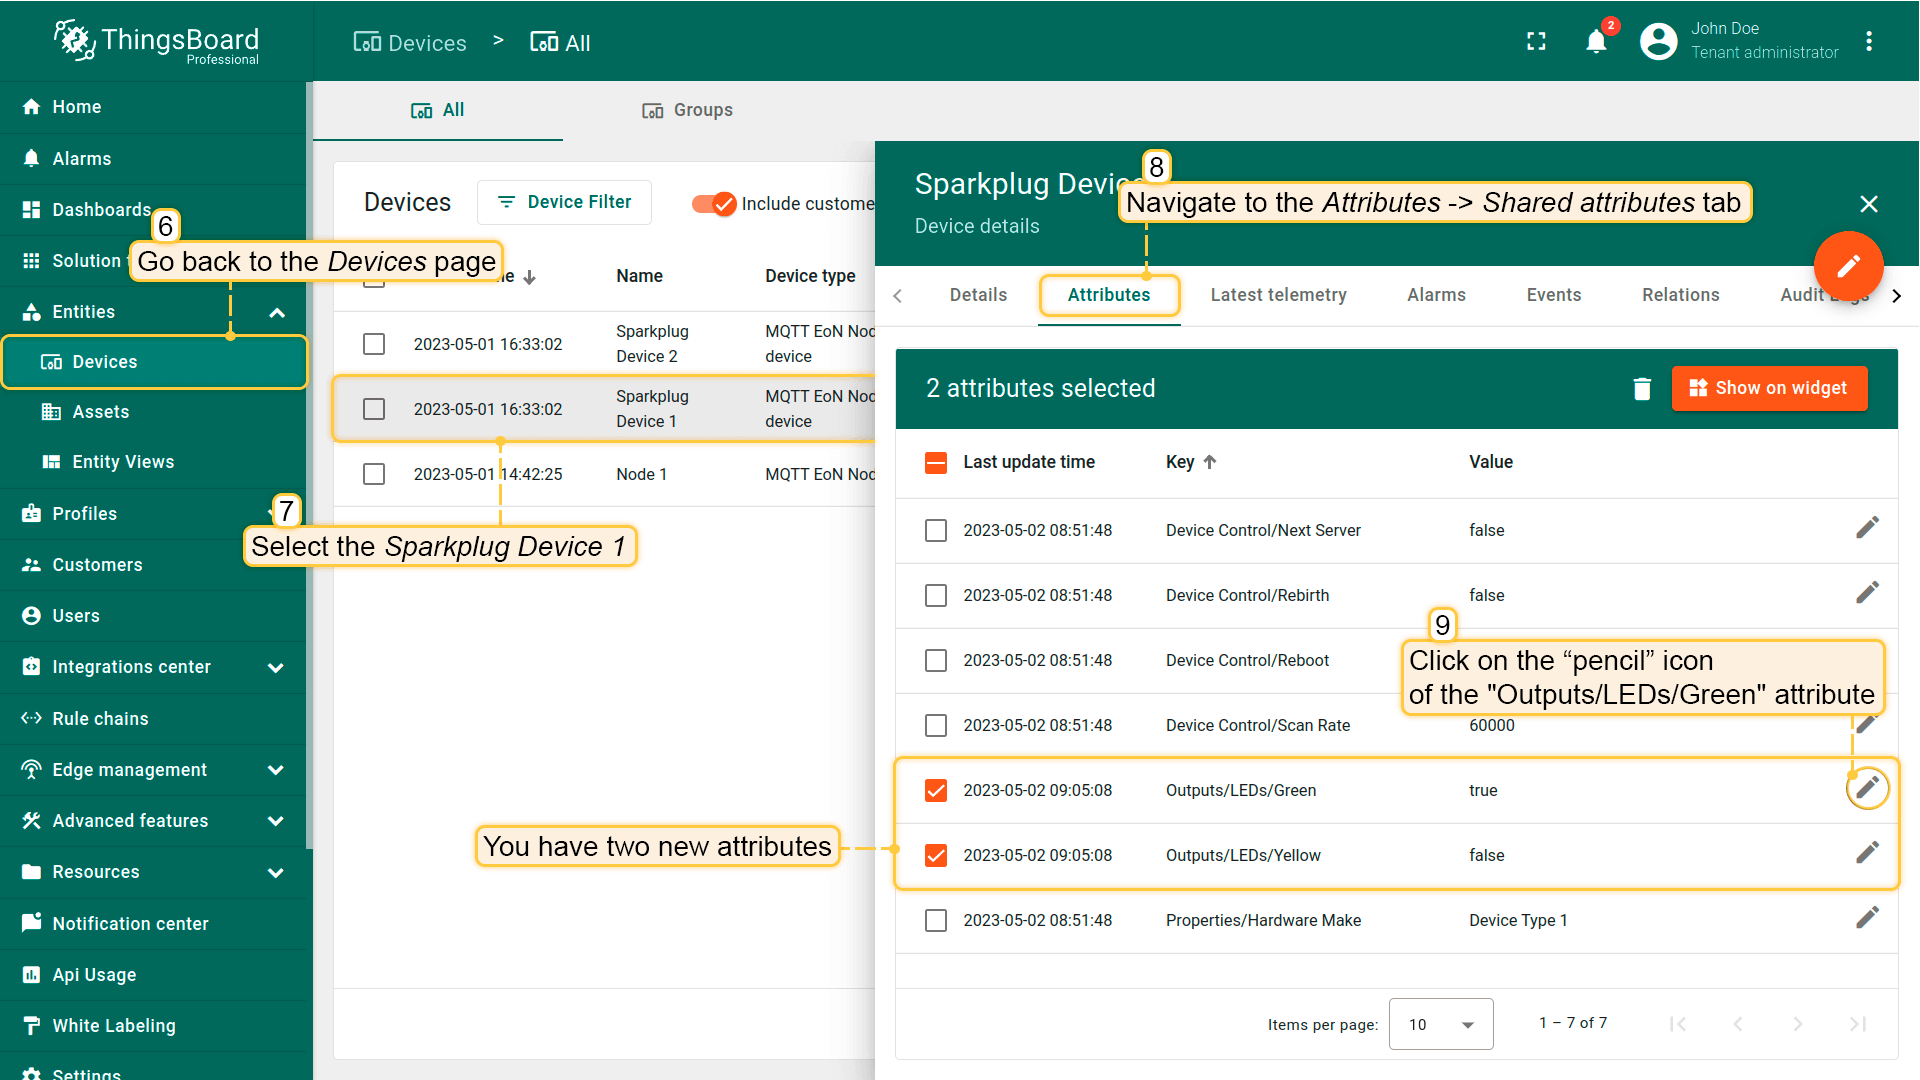 ThingsBoard
Professional
Devices > All
2
John Doe
Tenant administrator
Home
Alarms
Dashboards
Solution
Entities
Devices
Assets
Entity Views
Profiles
Customers
Users
Integrations center
Rule chains
Edge management
Advanced features
Resources
Notification center
Api Usage
White Labeling
Settings
All
Groups
Devices
Device Filter
Include custome
Name
Device type
2023-05-01 16:33:02
Sparkplug
Device 2
MQTT EoN Nod
device
2023-05-01 16:33:02
Sparkplug
Device 1
MQTT EoN Nod
device
2023-05-01 14:42:25
Node 1
MQTT EoN Nod
6
Go back to the Devices page
7
Select the Sparkplug Device 1
8
Navigate to the Attributes -> Shared attributes tab
Sparkplug Device
Device details
Details
Attributes
Latest telemetry
Alarms
Events
Relations
Audit Logs
2 attributes selected
Show on widget
Last update time
Key
Value
2023-05-02 08:51:48
Device Control/Next Server
false
2023-05-02 08:51:48
Device Control/Rebirth
false
2023-05-02 08:51:48
Device Control/Reboot
9
Click on the “pencil” icon
of the "Outputs/LEDs/Green" attribute
2023-05-02 08:51:48
Device Control/Scan Rate
60000
2023-05-02 09:05:08
Outputs/LEDs/Green
true
You have two new attributes
2023-05-02 09:05:08
Outputs/LEDs/Yellow
false
2023-05-02 08:51:48
Properties/Hardware Make
Device Type 1
Items per page:
10
1 – 7 of 7